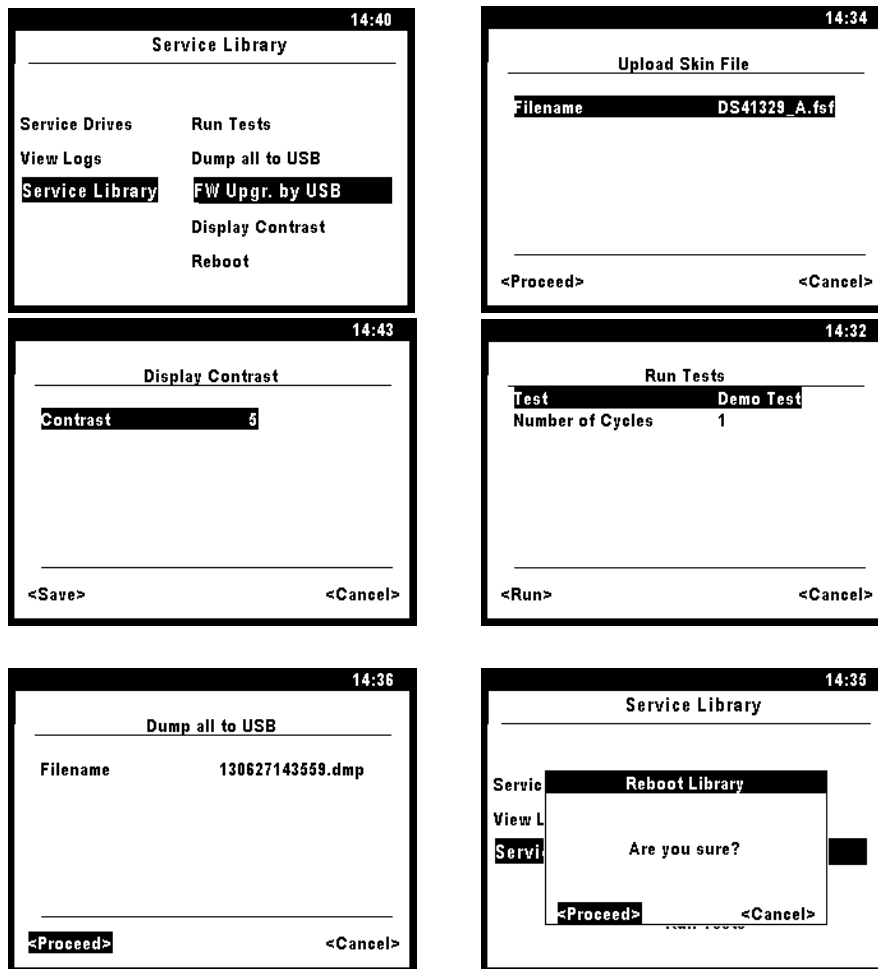 14:40
Service Library
Service Drives Run Tests
View Logs Dump all to USB
Service Library FW Upgr. by USB
Display Contrast
Reboot
14:34
Upload Skin File
Filename DS41329_A.fsf
<Proceed> <Cancel>
14:43
Display Contrast
Contrast 5
<Save> <Cancel>
14:32
Run Tests
Test Demo Test
Number of Cycles 1
<Run> <Cancel>
14:36
Dump all to USB
Filename 130627143559.dmp
<Proceed> <Cancel>
14:35
Service Library
Servic Reboot Library
View L
Servi Are you sure?
<Proceed> <Cancel>